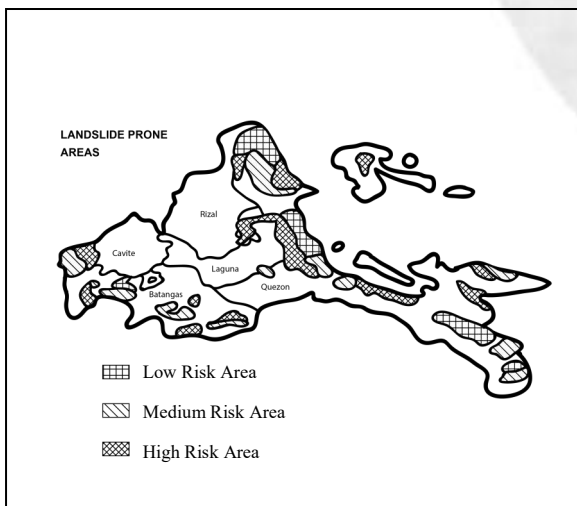 LANDSLIDE PRONE
AREAS
Rizal
Cavite
Laguna
Quezon
Batangas
Low Risk Area
Medium Risk Area
High Risk Area